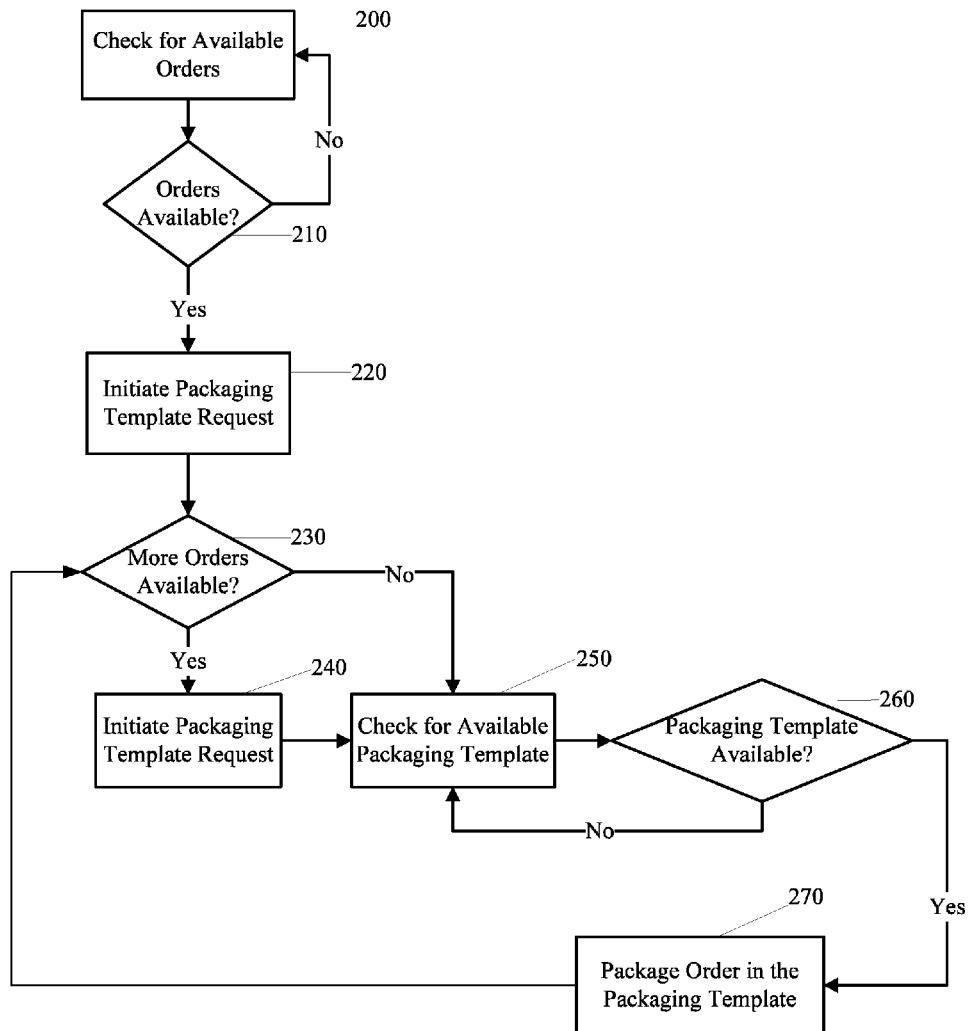 200
Check for Available
Orders
No
Orders
Available?
210
Yes
220
Initiate Packaging
Template Request
230
More Orders
Available?
No
Yes
240
Initiate Packaging
Template Request
250
Check for Available
Packaging Template
260
Packaging Template
Available?
No
Yes
270
Package Order in the
Packaging Template